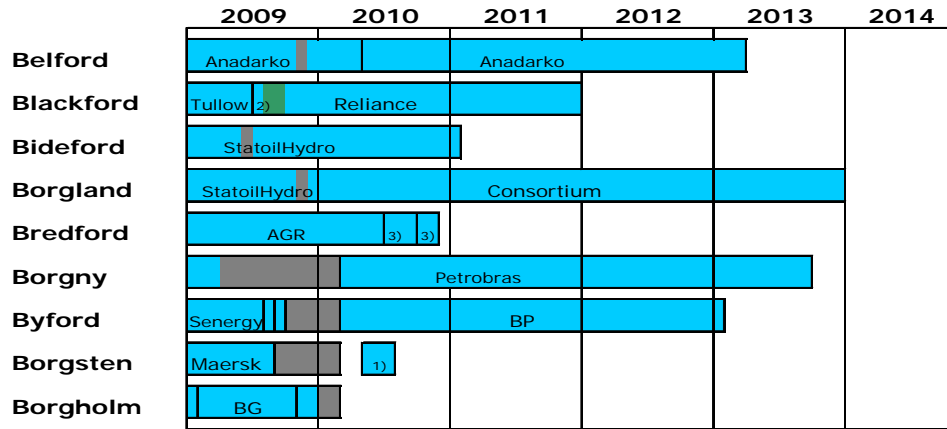 2009 2010 2011 2012 2013 2014
Belford Anadarko Anadarko
Blackford Tullow 2) Reliance
Bideford StatoilHydro
Borgland StatoilHydro Consortium
Bredford AGR 3) 3)
Borgny Petrobras
Byford Senergy BP
Borgsten Maersk 1)
Borgholm BG